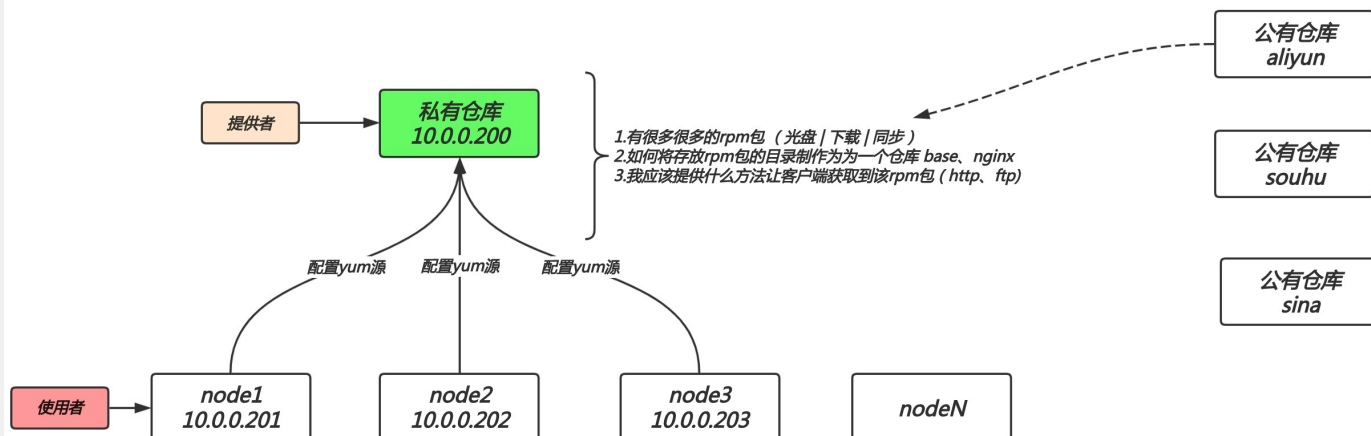 公有仓库
aliyun
提供者
私有仓库
10.0.0.200
1.有很多很多的rpm包（光盘 | 下载 | 同步）
2.如何将存放rpm包的目录制作为为一个仓库 base、nginx
3.我应该提供什么方法让客户端获取到该rpm包（http、ftp)
公有仓库
souhu
配置yum源
配置yum源
配置yum源
公有仓库
sina
使用者
node1
10.0.0.201
node2
10.0.0.202
node3
10.0.0.203
nodeN